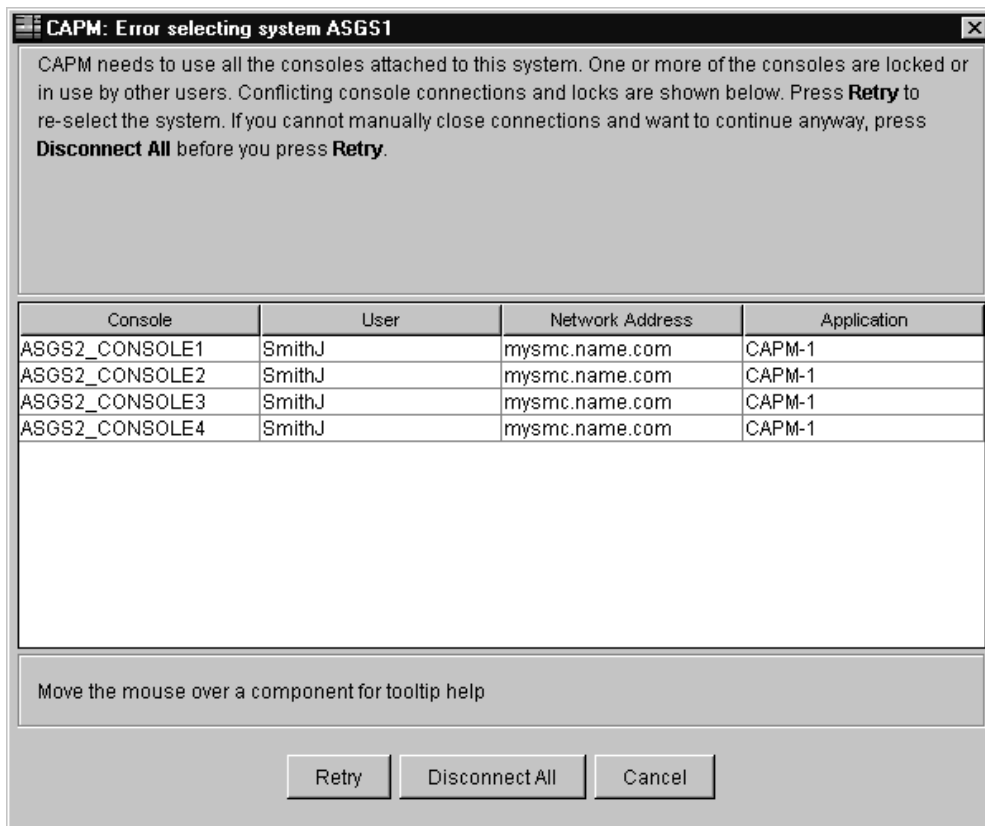 CAPM: Error selecting system ASGS1
CAPM needs to use all the consoles attached to this system. One or more of the consoles are locked or
in use by other users. Conflicting console connections and locks are shown below. Press Retry to
re-select the system. If you cannot manually close connections and want to continue anyway, press
Disconnect All before you press Retry.
Console User Network Address Application
ASGS2_CONSOLE1 SmithJ mysmc.name.com CAPM-1
ASGS2_CONSOLE2 SmithJ mysmc.name.com CAPM-1
ASGS2_CONSOLE3 SmithJ mysmc.name.com CAPM-1
ASGS2_CONSOLE4 SmithJ mysmc.name.com CAPM-1
Move the mouse over a component for tooltip help
Retry Disconnect All Cancel